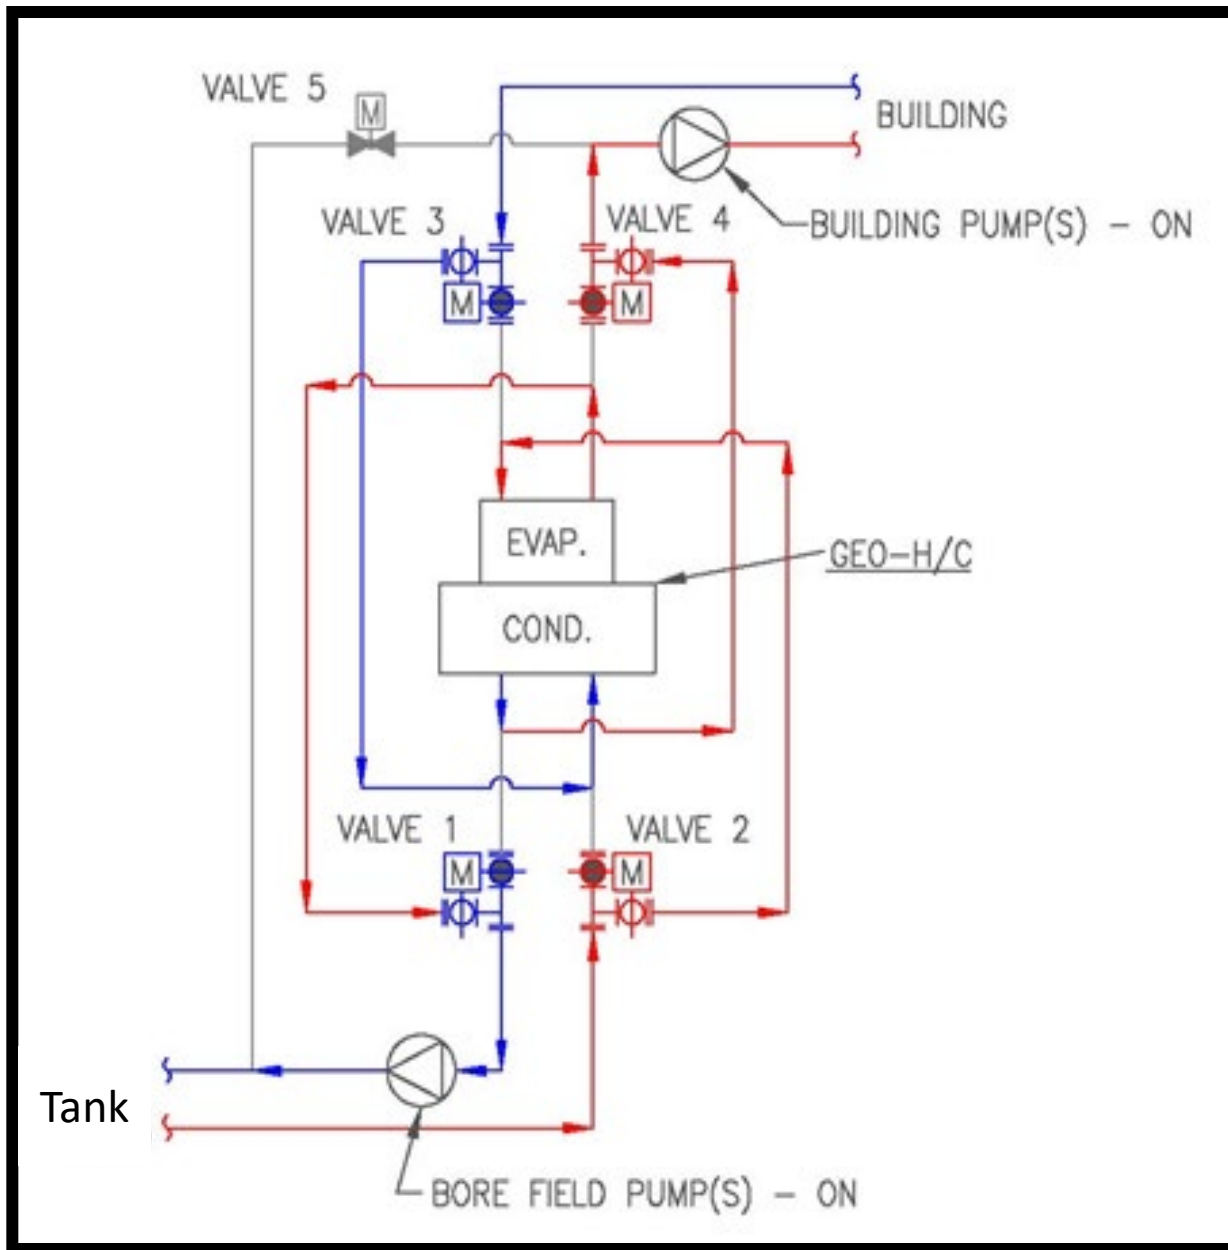 VALVE 5
M
BUILDING
VALVE 3
VALVE 4
BUILDING PUMP(S) - ON
M
M
EVAP.
GEO-H/C
COND.
VALVE 1
VALVE 2
M
M
Tank
BORE FIELD PUMP(S) - ON